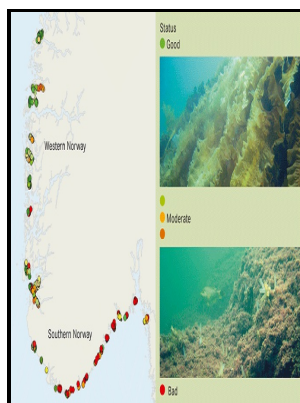 Status
Good
Western Norway
Moderate
Southern Norway
Bad